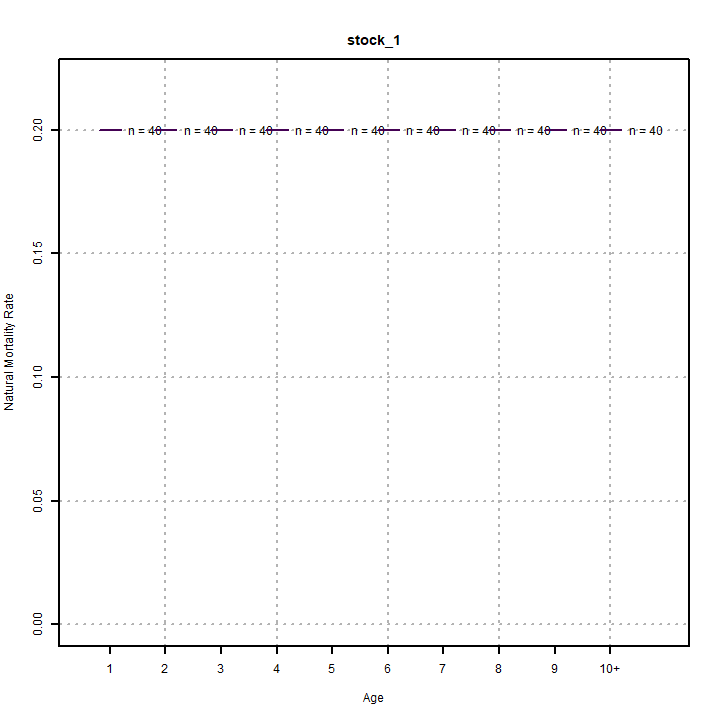 stock_1
0.20
n = 40 n = 40 n = 40 n = 40 n = 40 n = 40 n = 40 n = 40 n = 40 n = 40
0.15
0.10
0.05
0.00
Natural Mortality Rate
1 2 3 4 5 6 7 8 9 10+
Age